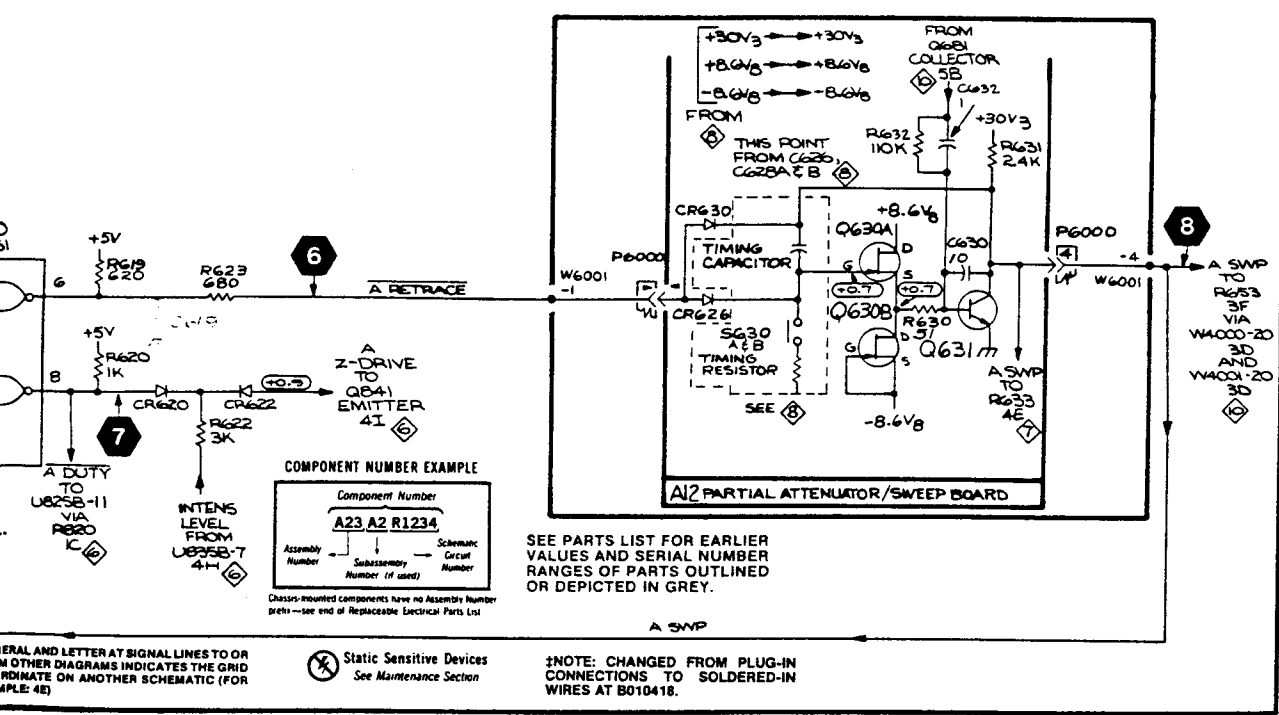 +30V3 +30V3
+8.6V8 +8.6V8
-8.6V8 -8.6V8
FROM
8
FROM
Q681
COLLECTOR
10 5B
C632
1
+30V3
R632
110K
R631
2.4K
THIS POINT
FROM C626,
C628A & B 8
CR630
TIMING
CAPACITOR
CR626
S630
A & B
TIMING
RESISTOR
SEE 8
+8.6V8
Q630A
D
G
S
+0.7
+0.7
Q630B
D
G
S
-8.6V8
R630
51
C630
10
Q631
A SWP
TO
R633
4E
7
P6000
4
-4
W6001
8
A SWP
TO
R6153
3F
VIA
W4000-20
3D
AND
W4001-20
3D
10
A12 PARTIAL ATTENUATOR/SWEEP BOARD
+5V
R619
220
6
R623
680
6
A RETRACE
W6001
-1
P6000
1
+5V
R620
1K
8
CR620
CR622
+0.9
7
R622
3K
A
Z-DRIVE
TO
Q841
EMITTER
4I
6
A DUTY
TO
U825B-11
VIA
R820
1C 6
INTENS
LEVEL
FROM
U835B-7
4H 6
COMPONENT NUMBER EXAMPLE
Component Number
A23 A2 R1234
Assembly
Number
Subassembly
Number (if used)
Schematic
Circuit
Number
Chassis-mounted components have no Assembly Number
prefix—see end of Replaceable Electrical Parts List
SEE PARTS LIST FOR EARLIER
VALUES AND SERIAL NUMBER
RANGES OF PARTS OUTLINED
OR DEPICTED IN GREY.
A SWP
ERAL AND LETTER AT SIGNAL LINES TO OR
M OTHER DIAGRAMS INDICATES THE GRID
RDINATE ON ANOTHER SCHEMATIC (FOR
MPLE: 4E)
Static Sensitive Devices
See Maintenance Section
‡NOTE: CHANGED FROM PLUG-IN
CONNECTIONS TO SOLDERED-IN
WIRES AT B010418.